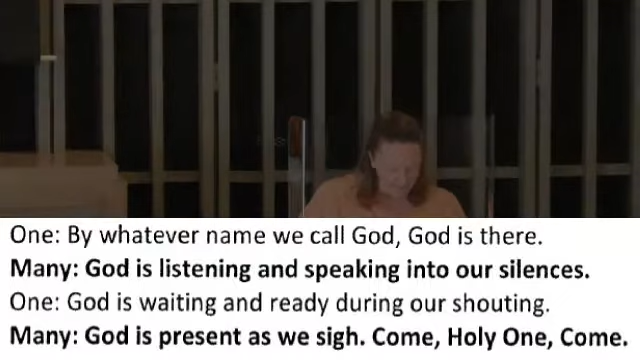 One: By whatever name we call God, God is there.
Many: God is listening and speaking into our silences.
One: God is waiting and ready during our shouting.
Many: God is present as we sigh. Come, Holy One, Come.